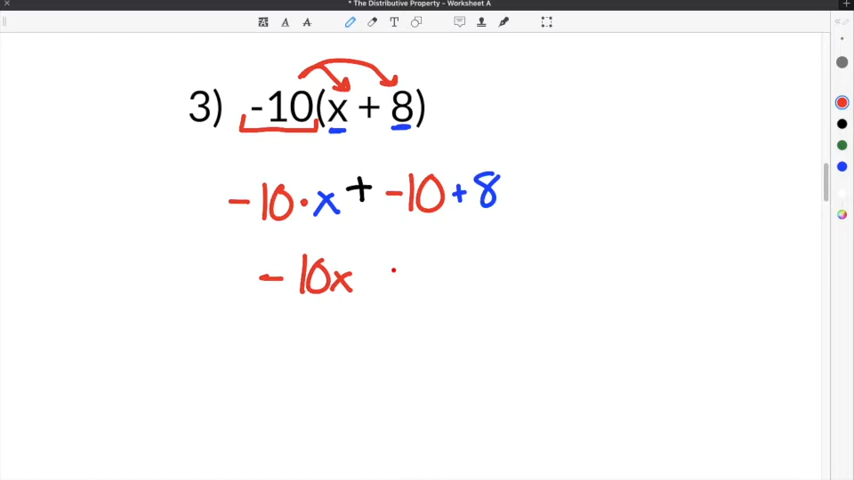 * The Distributive Property - Worksheet A
A A T
3) -10(x + 8)
-10·x + -10+8
-10x